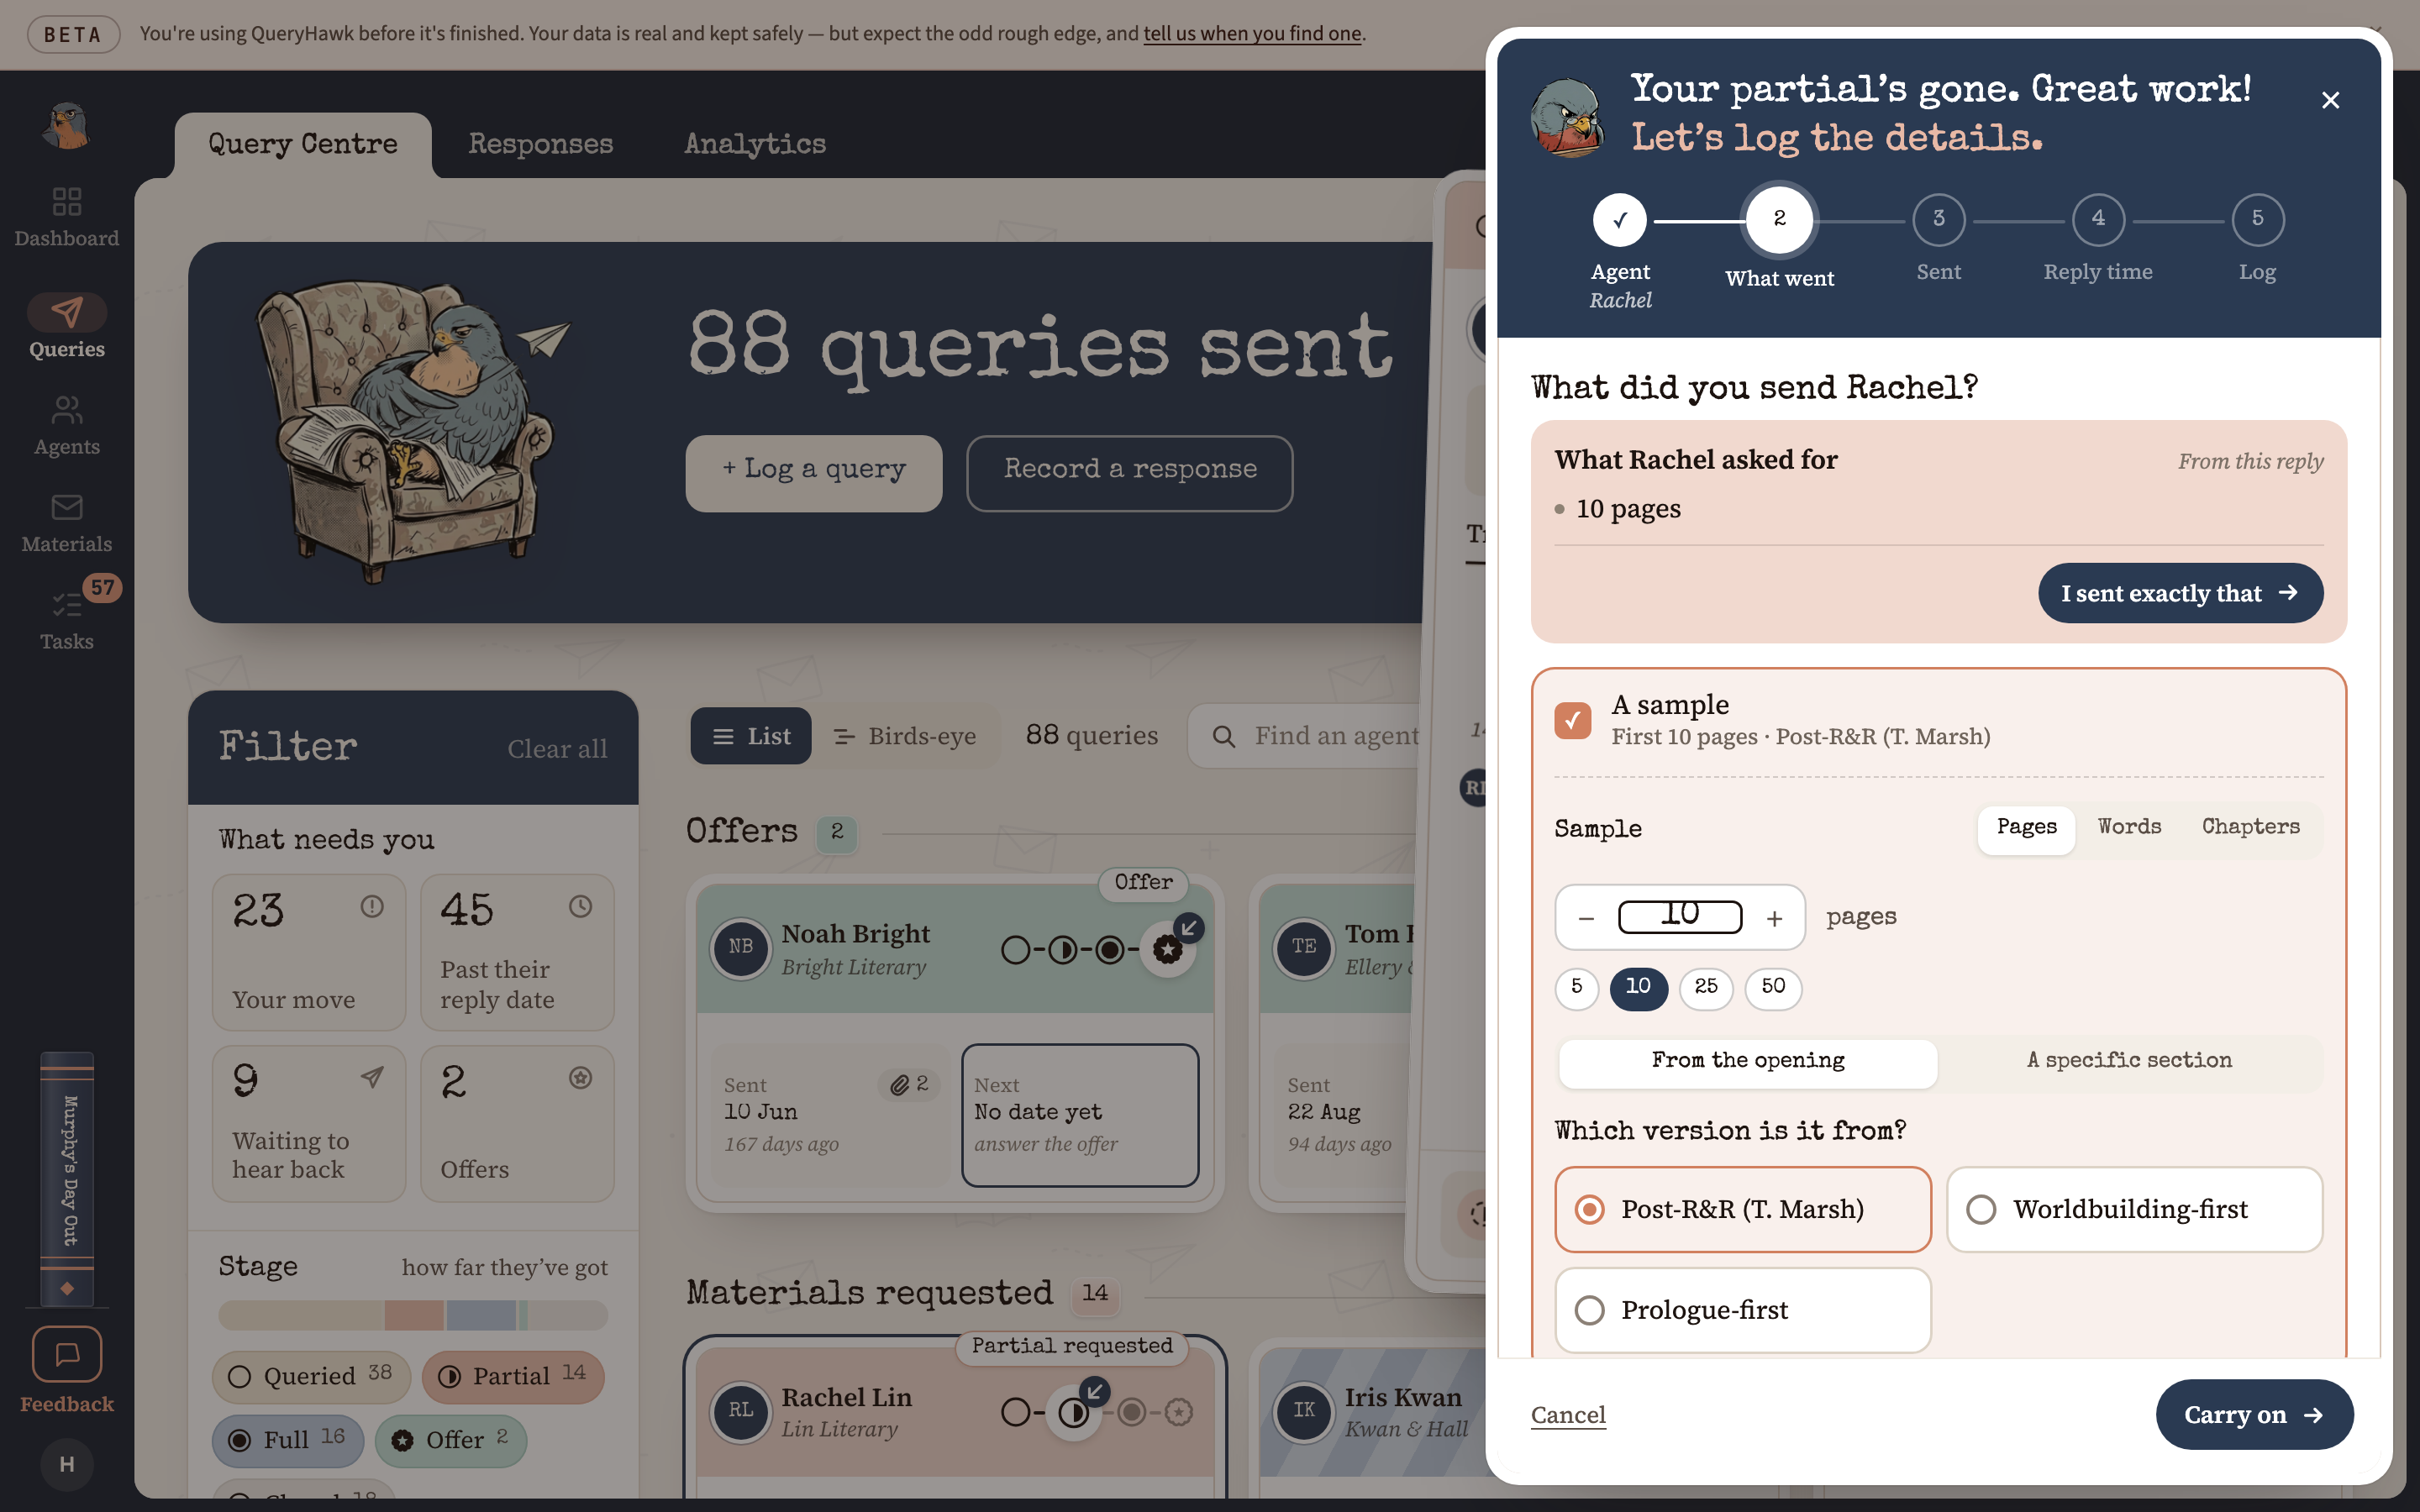 BETA You're using QueryHawk before it's finished. Your data is real and kept safely — but expect the odd rough edge, and tell us when you find one.
Query Centre Responses Analytics
Dashboard
Queries
Agents
Materials
57
Tasks
Murphy's Day Out
Feedback
H
88 queries sent
+ Log a query Record a response
Filter Clear all
What needs you
23
Your move
45
Past their
reply date
9
Waiting to
hear back
2
Offers
Stage how far they've got
Queried 38 Partial 14
Full 16 Offer 2
List Birds-eye 88 queries Find an agent
Offers 2
Offer
NB Noah Bright
Bright Literary
Sent 2
10 Jun
167 days ago
Next
No date yet
answer the offer
TE Tom
Ellery
Sent
22 Aug
94 days ago
Materials requested 14
Partial requested
RL Rachel Lin
Lin Literary
IK Iris Kwan
Kwan & Hall
Your partial’s gone. Great work!
Let’s log the details.
✓ 2 3 4 5
Agent What went Sent Reply time Log
Rachel
What did you send Rachel?
What Rachel asked for From this reply
• 10 pages
I sent exactly that →
A sample
First 10 pages · Post-R&R (T. Marsh)
Sample Pages Words Chapters
− 10 + pages
5 10 25 50
From the opening A specific section
Which version is it from?
Post-R&R (T. Marsh) Worldbuilding-first
Prologue-first
Cancel Carry on →